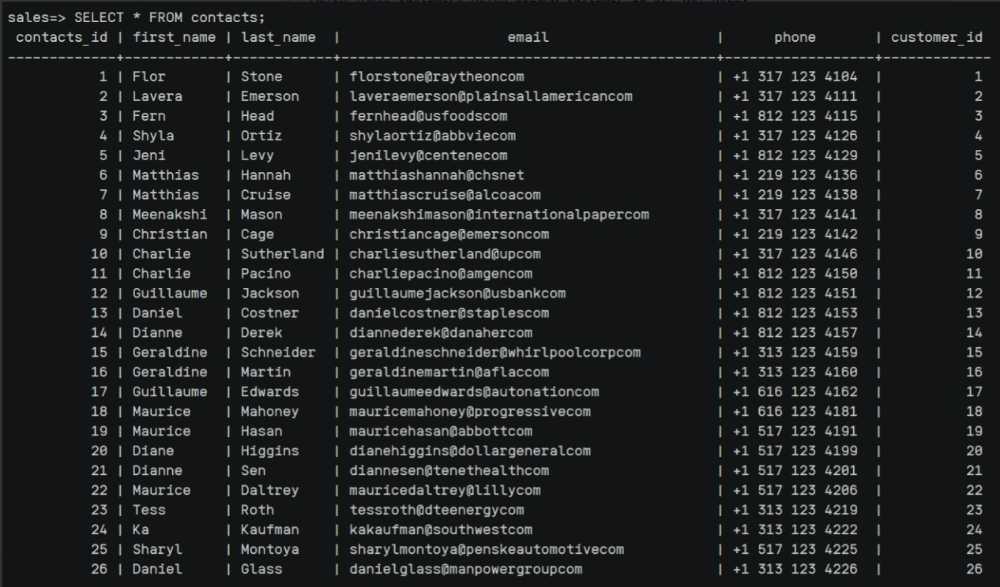 sales=> SELECT * FROM contacts;
 contacts_id | first_name | last_name  |                    email                     |      phone       | customer_id
-------------+------------+------------+----------------------------------------------+------------------+-------------
           1 | Flor       | Stone      | florstone@raytheoncom                        | +1 317 123 4104  |           1
           2 | Lavera     | Emerson    | laveraemerson@plainsallamericancom           | +1 317 123 4111  |           2
           3 | Fern       | Head       | fernhead@usfoodscom                          | +1 812 123 4115  |           3
           4 | Shyla      | Ortiz      | shylaortiz@abbviecom                         | +1 317 123 4126  |           4
           5 | Jeni       | Levy       | jenilevy@centenecom                          | +1 812 123 4129  |           5
           6 | Matthias   | Hannah     | matthiashannah@chsnet                        | +1 219 123 4136  |           6
           7 | Matthias   | Cruise     | matthiascruise@alcoacom                      | +1 219 123 4138  |           7
           8 | Meenakshi  | Mason      | meenakshimason@internationalpapercom         | +1 317 123 4141  |           8
           9 | Christian  | Cage       | christiancage@emersoncom                     | +1 219 123 4142  |           9
          10 | Charlie    | Sutherland | charliesutherland@upcom                      | +1 317 123 4146  |          10
          11 | Charlie    | Pacino     | charliepacino@amgencom                       | +1 812 123 4150  |          11
          12 | Guillaume  | Jackson    | guillaumejackson@usbankcom                   | +1 812 123 4151  |          12
          13 | Daniel     | Costner    | danielcostner@staplescom                     | +1 812 123 4153  |          13
          14 | Dianne     | Derek      | diannederek@danahercom                       | +1 812 123 4157  |          14
          15 | Geraldine  | Schneider  | geraldineschneider@whirlpoolcorpcom          | +1 313 123 4159  |          15
          16 | Geraldine  | Martin     | geraldinemartin@aflaccom                     | +1 313 123 4160  |          16
          17 | Guillaume  | Edwards    | guillaumeedwards@autonationcom               | +1 616 123 4162  |          17
          18 | Maurice    | Mahoney    | mauricemahoney@progressivecom                | +1 616 123 4181  |          18
          19 | Maurice    | Hasan      | mauricehasan@abbottcom                       | +1 517 123 4191  |          19
          20 | Diane      | Higgins    | dianehiggins@dollargeneralcom                | +1 517 123 4199  |          20
          21 | Dianne     | Sen        | diannesen@tenethealthcom                     | +1 517 123 4201  |          21
          22 | Maurice    | Daltrey    | mauricedaltrey@lillycom                      | +1 517 123 4206  |          22
          23 | Tess       | Roth       | tessroth@dteenergycom                        | +1 313 123 4219  |          23
          24 | Ka         | Kaufman    | kakaufman@southwestcom                       | +1 313 123 4222  |          24
          25 | Sharyl     | Montoya    | sharylmontoya@penskeautomotivecom            | +1 517 123 4225  |          25
          26 | Daniel     | Glass      | danielglass@manpowergroupcom                 | +1 313 123 4226  |          26